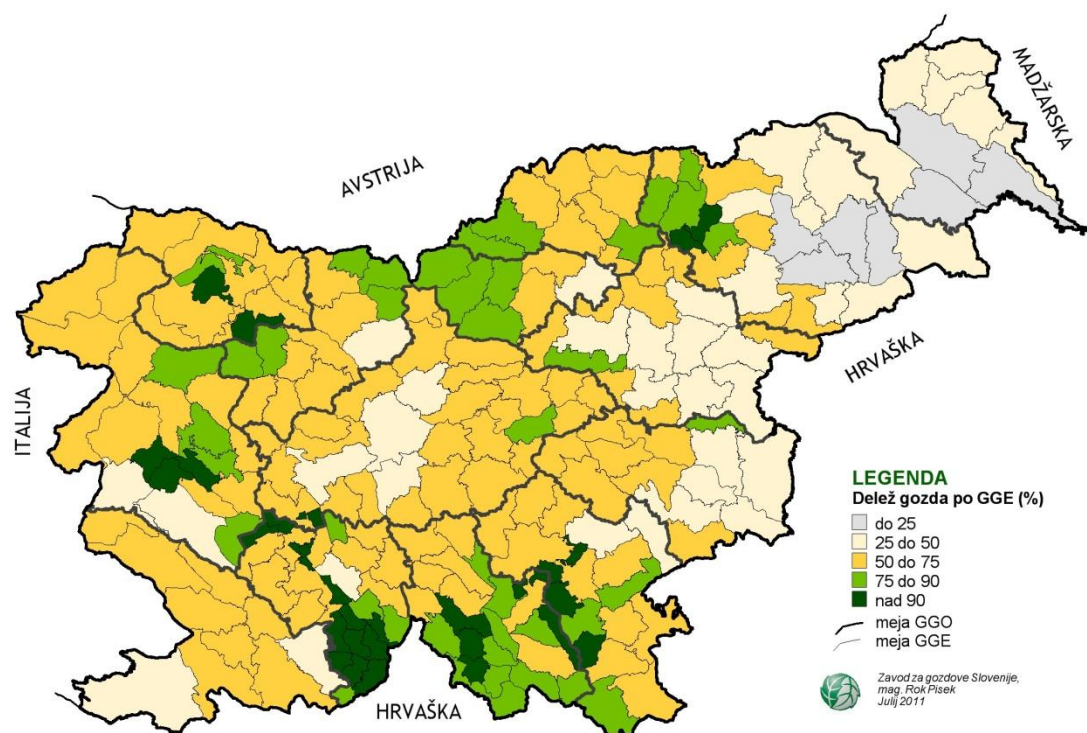 MADŽARSKA
AVSTRIJA
HRVAŠKA
ITALIJA
LEGENDA
Delež gozda po GGE (%)
do 25
25 do 50
50 do 75
75 do 90
nad 90
meja GGO
meja GGE
Zavod za gozdove Slovenije,
mag. Rok Pisek
Julij 2011
HRVAŠKA